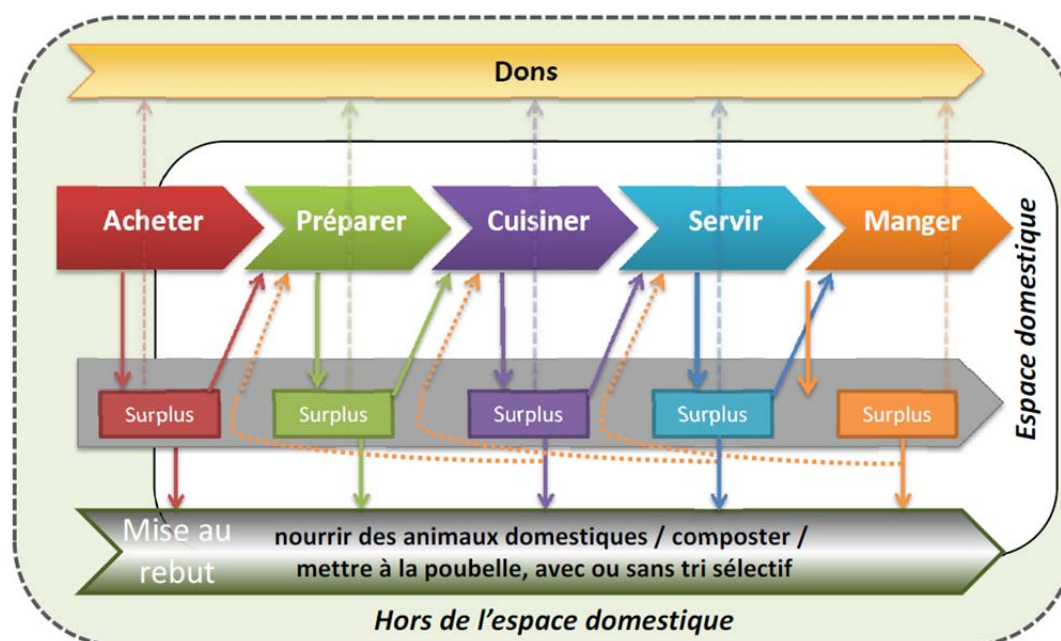 Dons
Acheter
Préparer
Cuisiner
Servir
Manger
Espace domestique
Surplus
Surplus
Surplus
Surplus
Surplus
Mise au
rebut
nourrir des animaux domestiques / composter /
mettre à la poubelle, avec ou sans tri sélectif
Hors de l’espace domestique